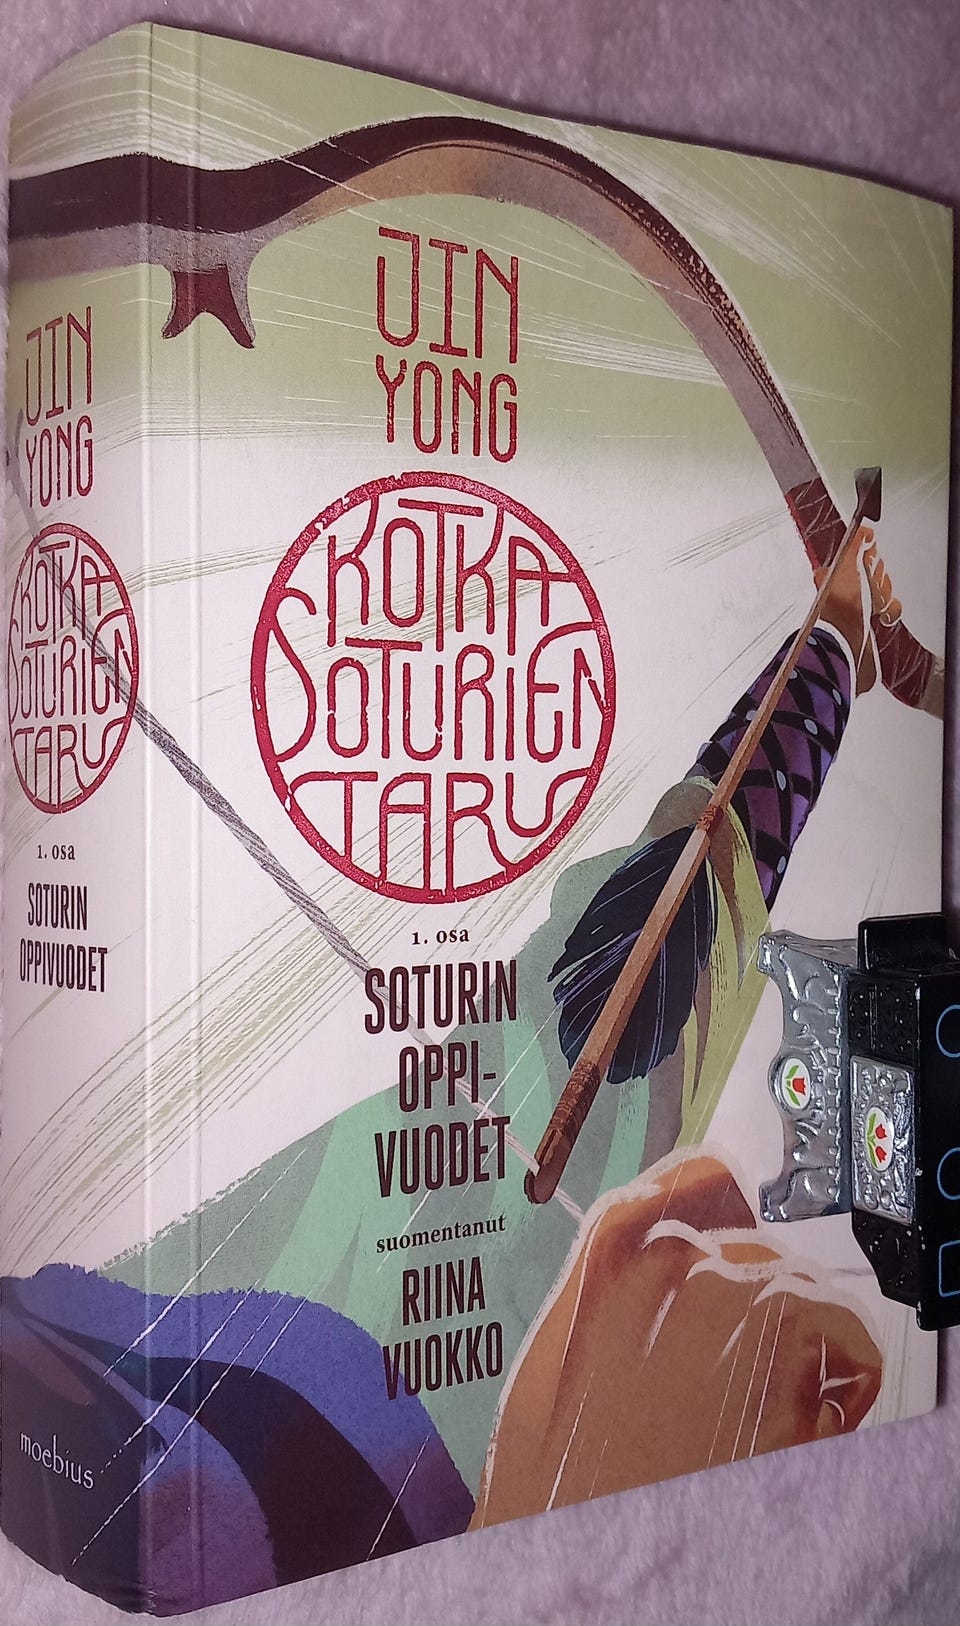 JIN
YONG
KOTKA
SOTURIEN
TARU
1. osa
SOTURIN
OPPIVUODET
moebius
JIN
YONG
KOTKA
SOTURIEN
TARU
1. osa
SOTURIN
OPPI-
VUODET
suomentanut
RIINA
VUOKKO